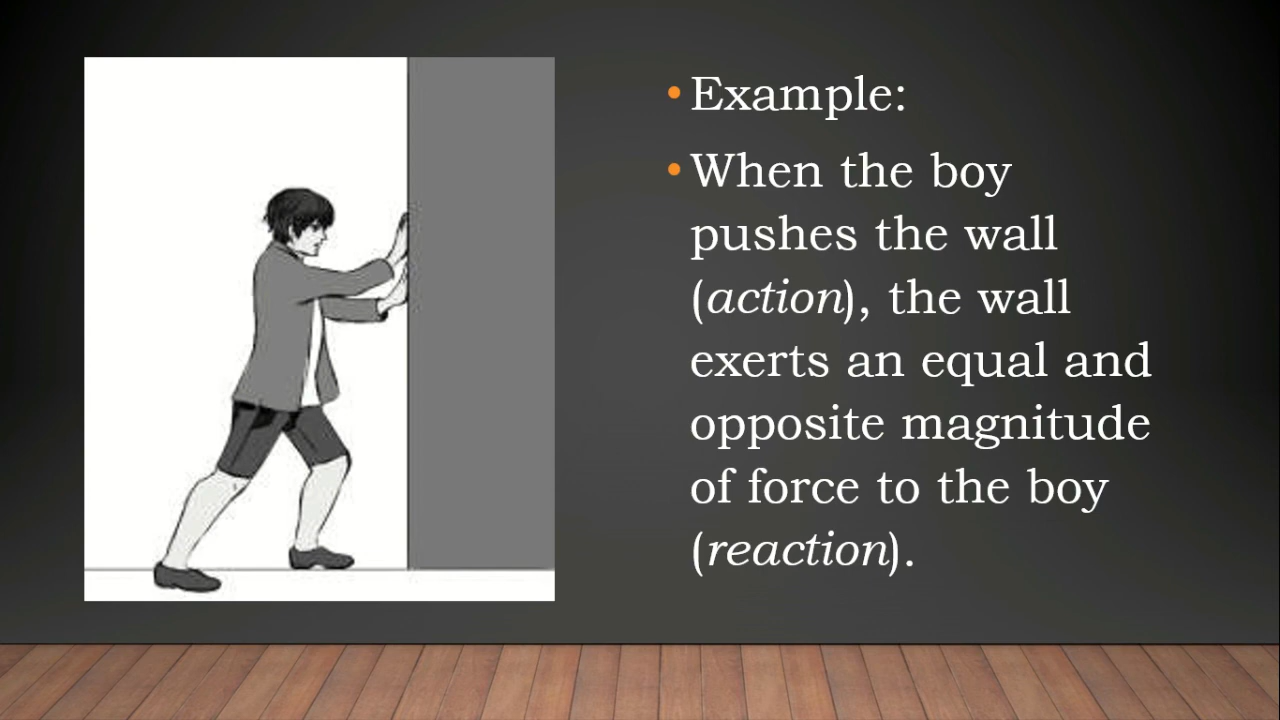 • Example:
• When the boy
pushes the wall
(action), the wall
exerts an equal and
opposite magnitude
of force to the boy
(reaction).